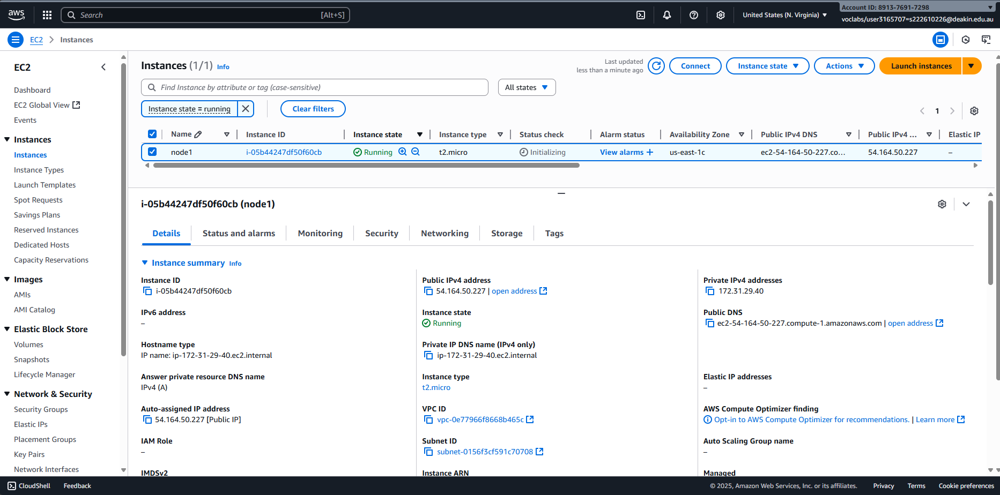 aws
Search
[Alt+S]
United States (N. Virginia)
Account ID: 8913-7691-7298
voclabs/user3165707=s222610226@deakin.edu.au
EC2
Instances
EC2
Dashboard
EC2 Global View
Events
Instances
Instances
Instance Types
Launch Templates
Spot Requests
Savings Plans
Reserved Instances
Dedicated Hosts
Capacity Reservations
Images
AMIs
AMI Catalog
Elastic Block Store
Volumes
Snapshots
Lifecycle Manager
Network & Security
Security Groups
Elastic IPs
Placement Groups
Key Pairs
Network Interfaces
Instances (1/1) Info
Last updated
less than a minute ago
Connect
Instance state
Actions
Launch instances
Find Instance by attribute or tag (case-sensitive)
All states
Instance state = running
Clear filters
1
Name
Instance ID
Instance state
Instance type
Status check
Alarm status
Availability Zone
Public IPv4 DNS
Public IPv4 ...
Elastic IP
node1
i-05b44247df50f60cb
Running
t2.micro
Initializing
View alarms +
us-east-1c
ec2-54-164-50-227.co...
54.164.50.227
–
i-05b44247df50f60cb (node1)
Details
Status and alarms
Monitoring
Security
Networking
Storage
Tags
Instance summary Info
Instance ID
i-05b44247df50f60cb
Public IPv4 address
54.164.50.227 | open address
Private IPv4 addresses
172.31.29.40
IPv6 address
–
Instance state
Running
Public DNS
ec2-54-164-50-227.compute-1.amazonaws.com | open address
Hostname type
IP name: ip-172-31-29-40.ec2.internal
Private IP DNS name (IPv4 only)
ip-172-31-29-40.ec2.internal
Answer private resource DNS name
IPv4 (A)
Instance type
t2.micro
Elastic IP addresses
–
Auto-assigned IP address
54.164.50.227 [Public IP]
VPC ID
vpc-0e77966f8668b465c
AWS Compute Optimizer finding
Opt-in to AWS Compute Optimizer for recommendations. | Learn more
IAM Role
–
Subnet ID
subnet-0156f3cf591c70708
Auto Scaling Group name
–
IMDSv2
Instance ARN
Managed
CloudShell
Feedback
© 2025, Amazon Web Services, Inc. or its affiliates.
Privacy
Terms
Cookie preferences